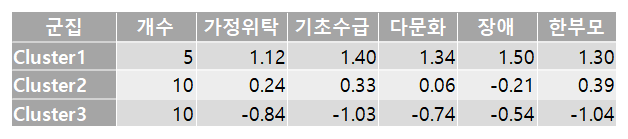 군집 개수 가정위탁 기초수급 다문화 장애 한부모
Cluster1 5 1.12 1.40 1.34 1.50 1.30
Cluster2 10 0.24 0.33 0.06 -0.21 0.39
Cluster3 10 -0.84 -1.03 -0.74 -0.54 -1.04